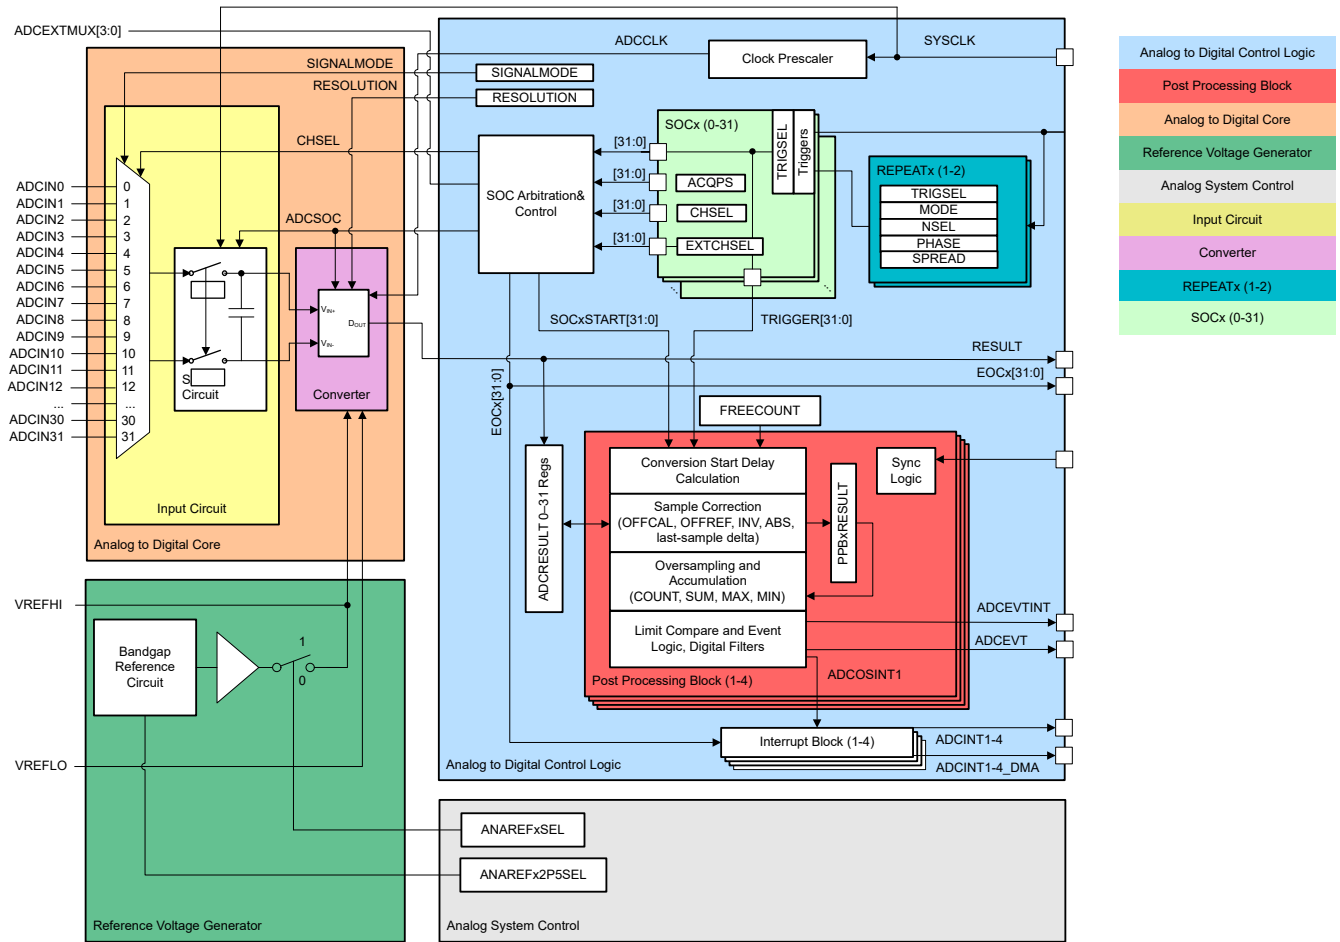 ADCEXTMUX[3:0]
ADCCLK
Clock Prescaler
SYSCLK
SIGNALMODE
SIGNALMODE
RESOLUTION
RESOLUTION
CHSEL
ADCSOC
ADCIN0
ADCIN1
ADCIN2
ADCIN3
ADCIN4
ADCIN5
ADCIN6
ADCIN7
ADCIN8
ADCIN9
ADCIN10
ADCIN11
ADCIN12
...
ADCIN30
ADCIN31
0
1
2
3
4
5
6
7
8
9
10
11
12
...
30
31
S
Circuit
VIN+
VIN-
DOUT
Converter
Input Circuit
Analog to Digital Core
SOC Arbitration&
Control
[31:0]
[31:0]
[31:0]
[31:0]
SOCx (0-31)
TRIGSEL
Triggers
ACQPS
CHSEL
EXTCHSEL
REPEATx (1-2)
TRIGSEL
MODE
NSEL
PHASE
SPREAD
SOCxSTART[31:0]
TRIGGER[31:0]
RESULT
EOCx[31:0]
EOCx[31:0]
FREECOUNT
ADCRESULT 0–31 Regs
Conversion Start Delay
Calculation
Sample Correction
(OFFCAL, OFFREF, INV, ABS,
last-sample delta)
Oversampling and
Accumulation
(COUNT, SUM, MAX, MIN)
Limit Compare and Event
Logic, Digital Filters
PPBxRESULT
Sync
Logic
Post Processing Block (1-4)
ADCEVTINT
ADCEVT
ADCOSINT1
Interrupt Block (1-4)
ADCINT1-4
ADCINT1-4_DMA
Analog to Digital Control Logic
VREFHI
Bandgap
Reference
Circuit
1
0
VREFLO
Reference Voltage Generator
ANAREFxSEL
ANAREFx2P5SEL
Analog System Control
Analog to Digital Control Logic
Post Processing Block
Analog to Digital Core
Reference Voltage Generator
Analog System Control
Input Circuit
Converter
REPEATx (1-2)
SOCx (0-31)